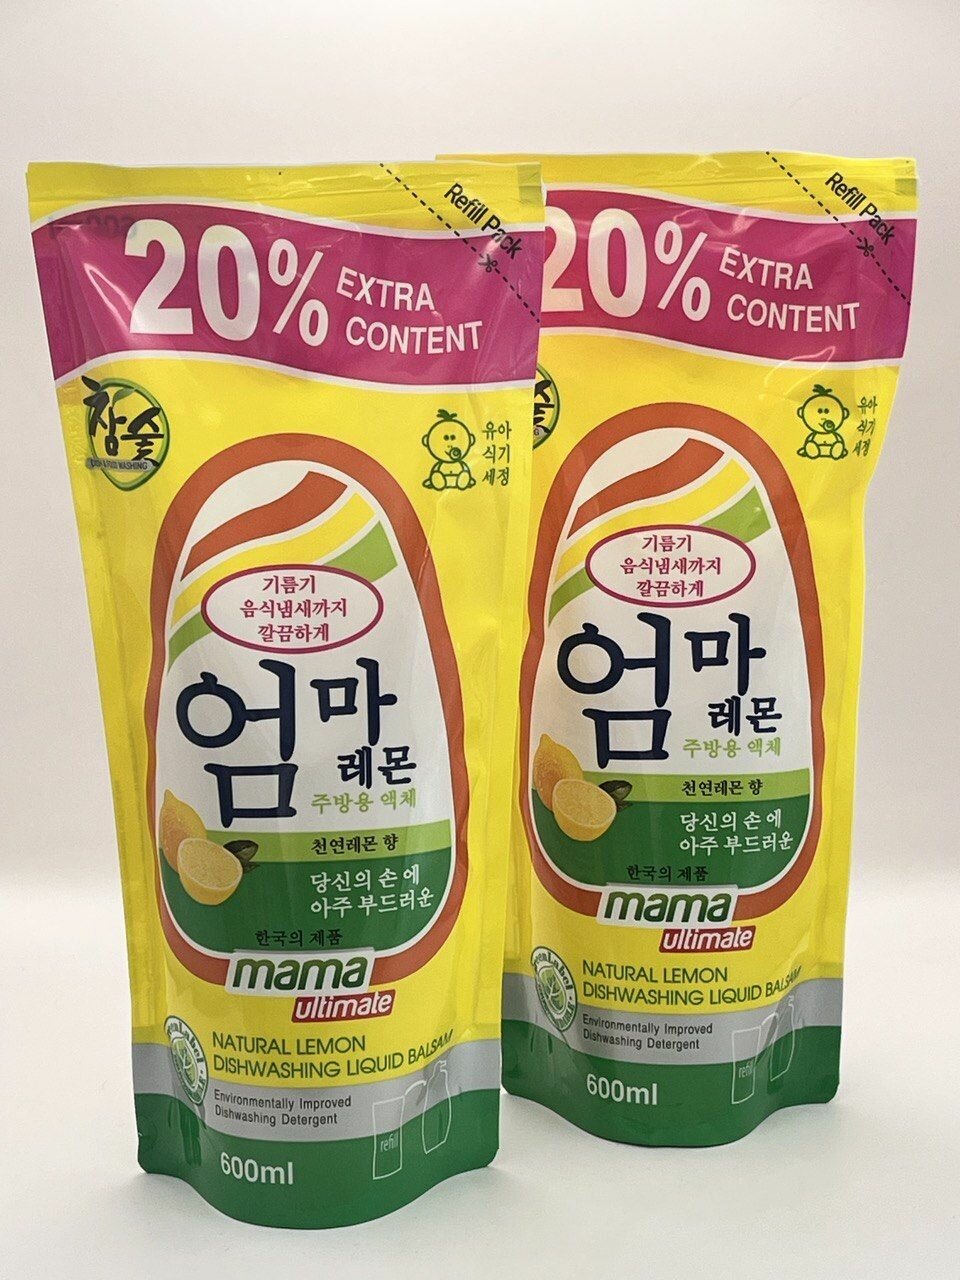 Refill Pack
20% EXTRA
CONTENT
참숯
유아
식기
세정
기름기
음식냄새까지
깔끔하게
엄마
레몬
주방용 액체
천연레몬 향
당신의 손 에
아주 부드러운
한국의 제품
mama
ultimate
NATURAL LEMON
DISHWASHING LIQUID BALSAM
Environmentally Improved
Dishwashing Detergent
refill
600ml
Refill Pack
20% EXTRA
CONTENT
유아
식기
세정
기름기
음식냄새까지
깔끔하게
엄마
레몬
주방용 액체
천연레몬 향
당신의 손 에
아주 부드러운
한국의 제품
mama
ultimate
NATURAL LEMON
DISHWASHING LIQUID BALSAM
Environmentally Improved
Dishwashing Detergent
refill
600ml